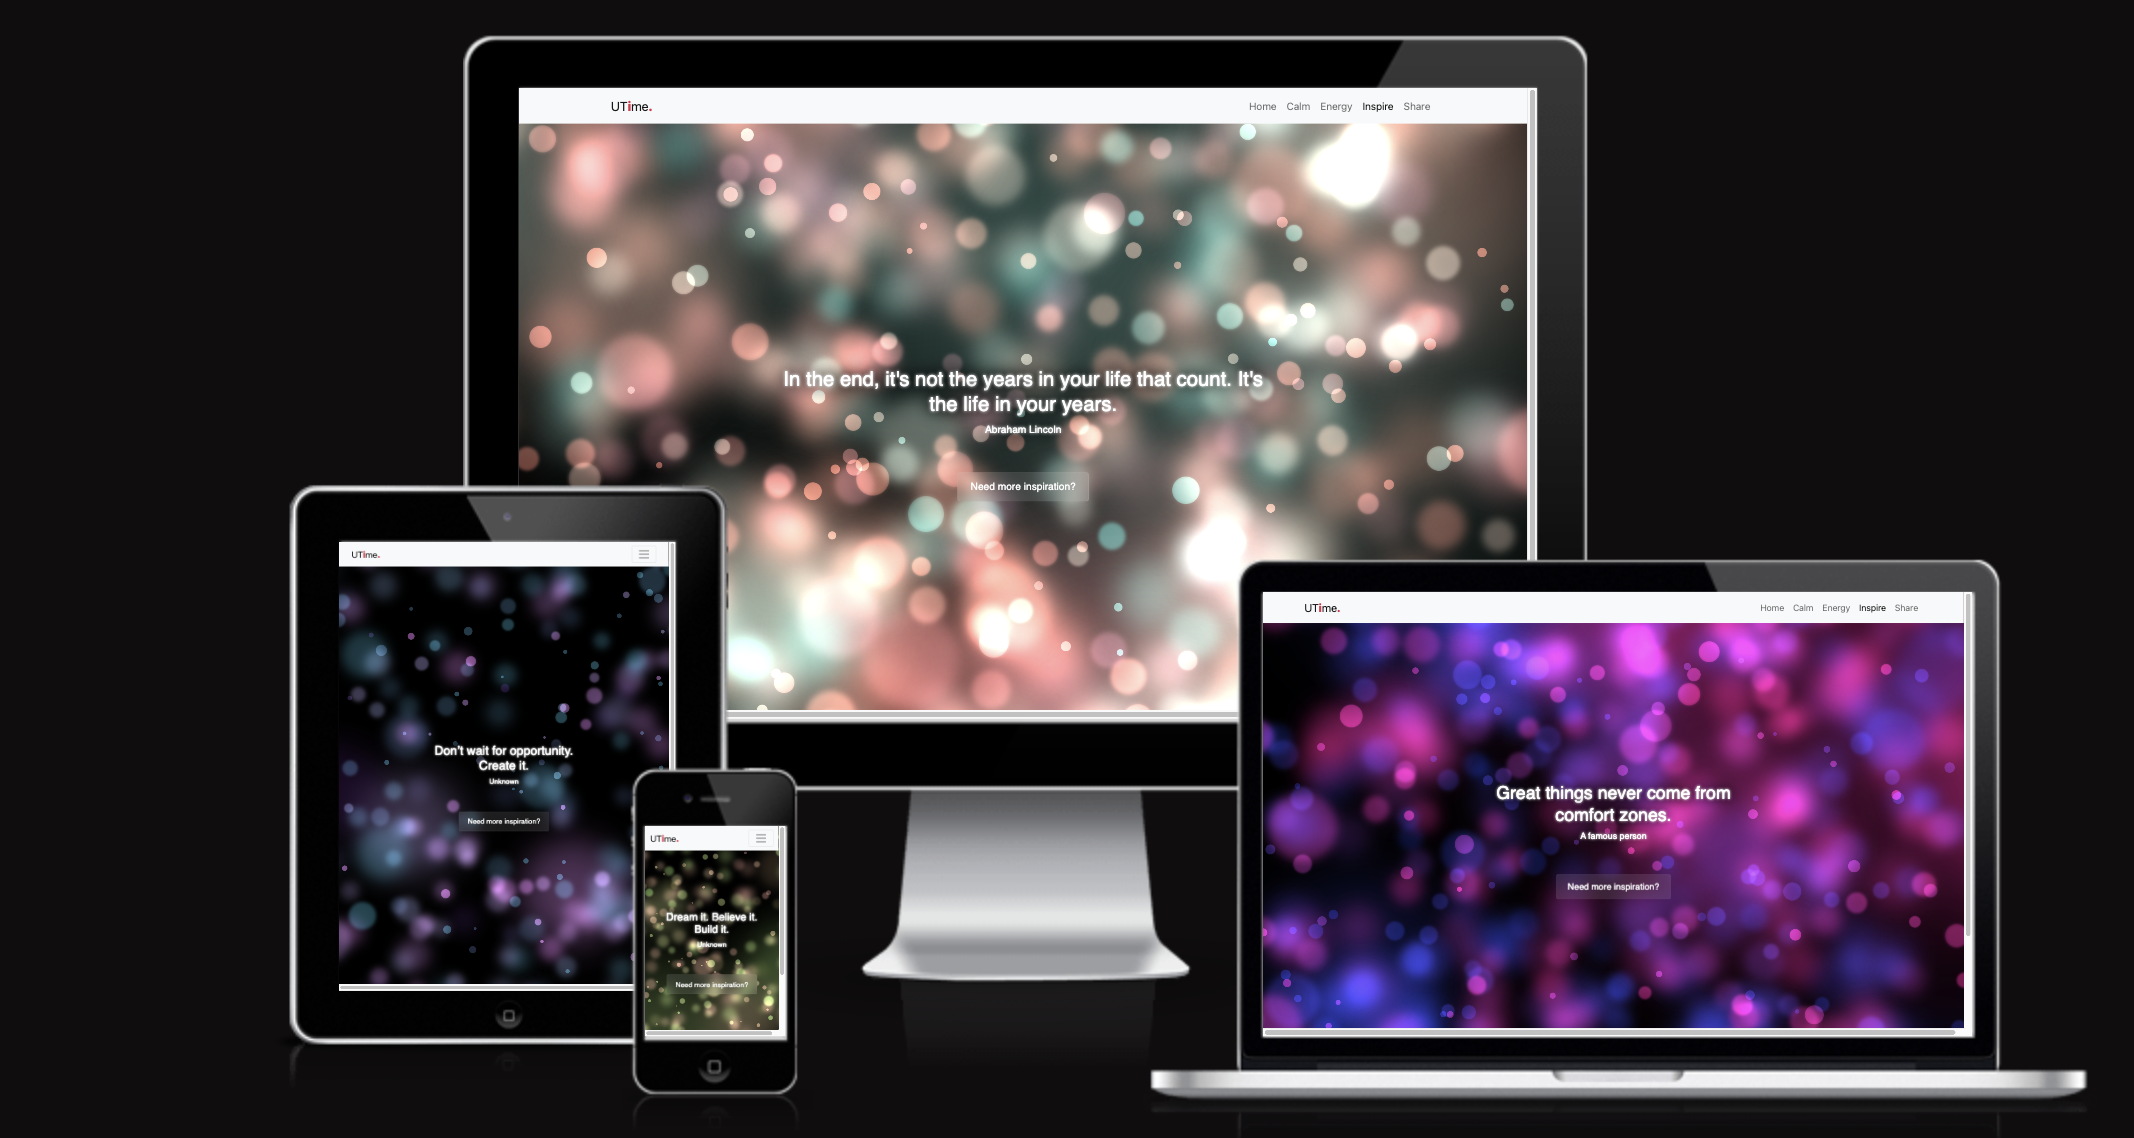 UTime.
Home Calm Energy Inspire Share
In the end, it's not the years in your life that count. It's
the life in your years.
Abraham Lincoln
Need more inspiration?
UTime.
Don't wait for opportunity.
Create it.
Unknown
Need more inspiration?
UTime.
Dream it. Believe it.
Build it.
Unknown
Need more inspiration?
UTime.
Home Calm Energy Inspire Share
Great things never come from
comfort zones.
A famous person
Need more inspiration?